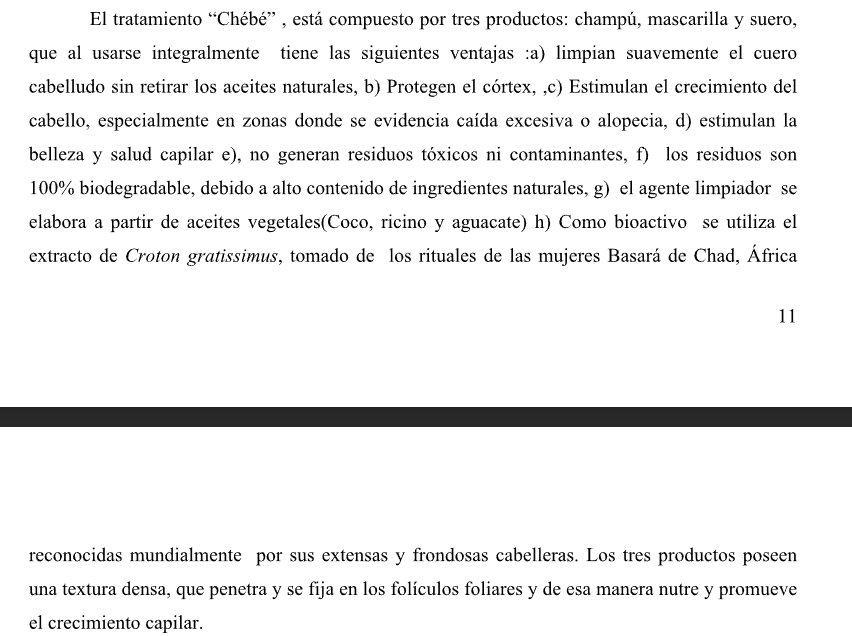 El tratamiento “Chébé” , está compuesto por tres productos: champú, mascarilla y suero,
que al usarse integralmente tiene las siguientes ventajas :a) limpian suavemente el cuero
cabelludo sin retirar los aceites naturales, b) Protegen el córtex, ,c) Estimulan el crecimiento del
cabello, especialmente en zonas donde se evidencia caída excesiva o alopecia, d) estimulan la
belleza y salud capilar e), no generan residuos tóxicos ni contaminantes, f) los residuos son
100% biodegradable, debido a alto contenido de ingredientes naturales, g) el agente limpiador se
elabora a partir de aceites vegetales(Coco, ricino y aguacate) h) Como bioactivo se utiliza el
extracto de Croton gratissimus, tomado de los rituales de las mujeres Basará de Chad, África
11
reconocidas mundialmente por sus extensas y frondosas cabelleras. Los tres productos poseen
una textura densa, que penetra y se fija en los folículos foliares y de esa manera nutre y promueve
el crecimiento capilar.